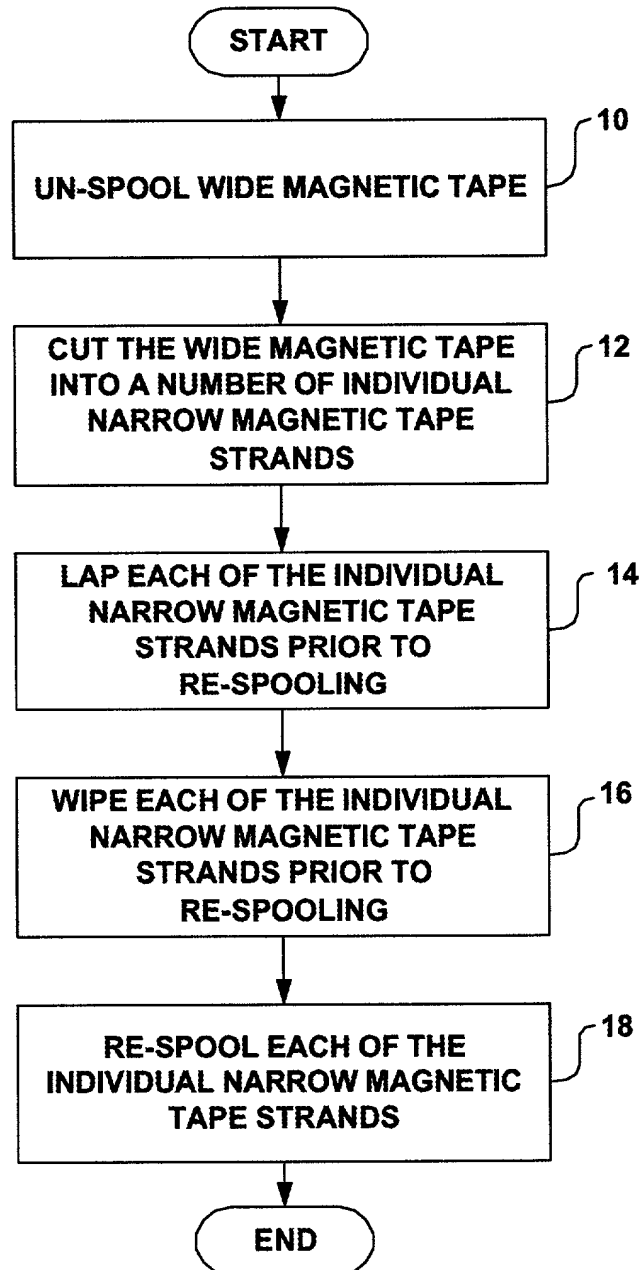 START
10
UN-SPOOL WIDE MAGNETIC TAPE
CUT THE WIDE MAGNETIC TAPE
12
INTO A NUMBER OF INDIVIDUAL
NARROW MAGNETIC TAPE
STRANDS
LAP EACH OF THE INDIVIDUAL
14
NARROW MAGNETIC TAPE
STRANDS PRIOR TO
RE-SPOOLING
WIPE EACH OF THE INDIVIDUAL
16
NARROW MAGNETIC TAPE
STRANDS PRIOR TO
RE-SPOOLING
RE-SPOOL EACH OF THE
18
INDIVIDUAL NARROW MAGNETIC
TAPE STRANDS
END